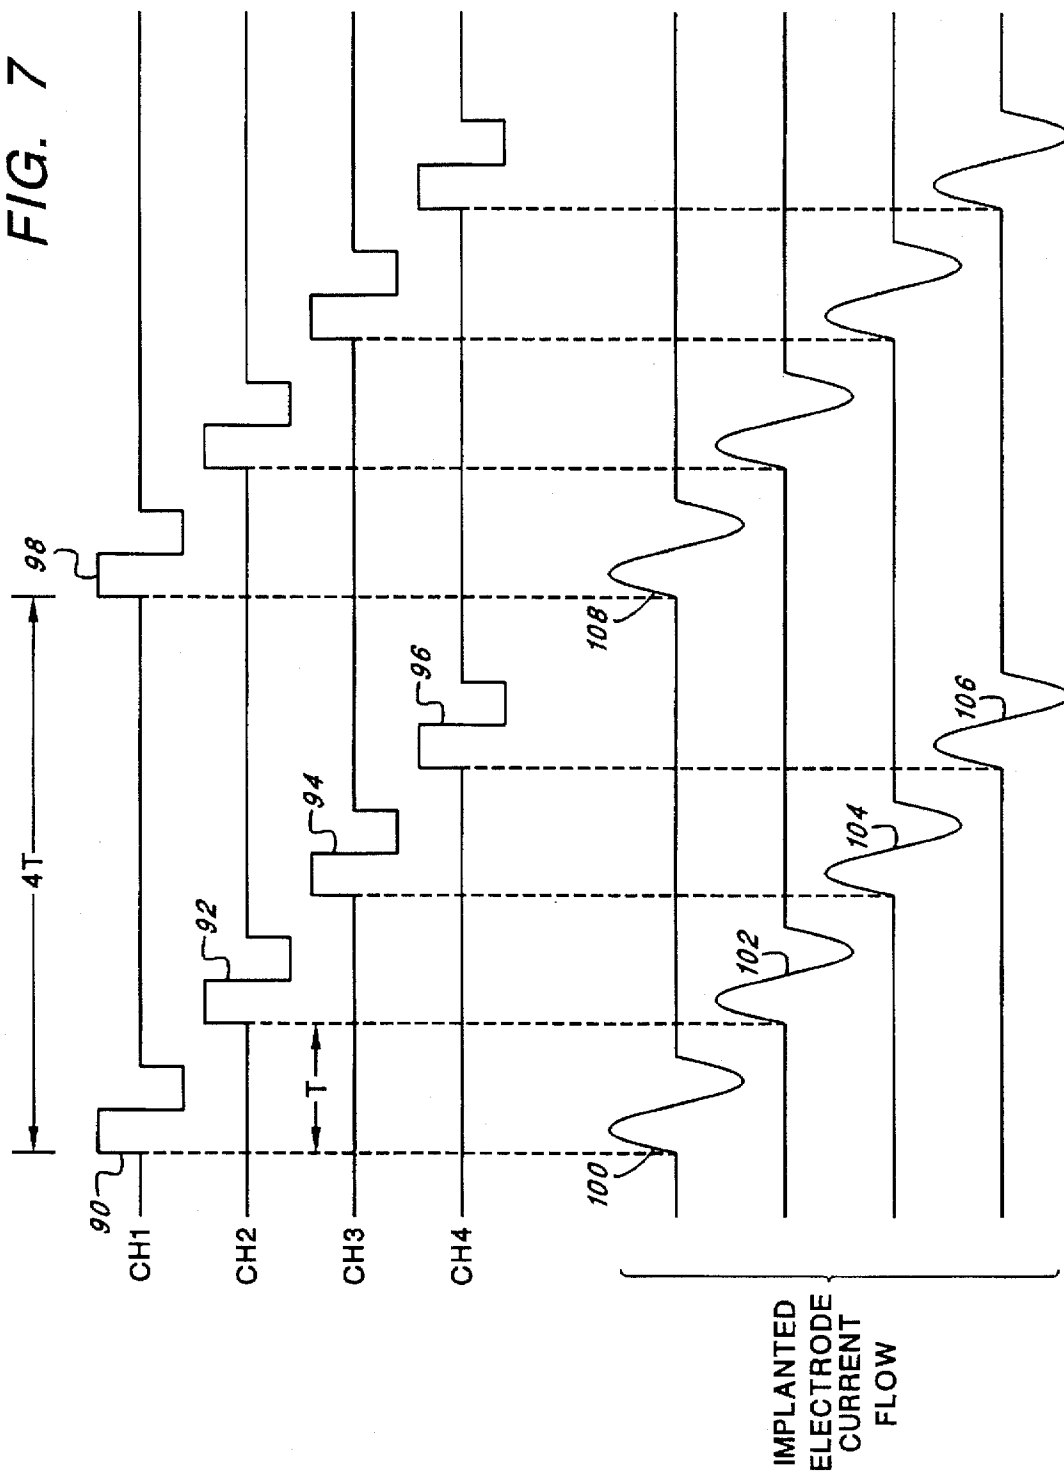 FIG. 7
4T
90
98
CH1
92
CH2
T
94
CH3
96
CH4
100
108
102
104
106
IMPLANTED
ELECTRODE
CURRENT
FLOW